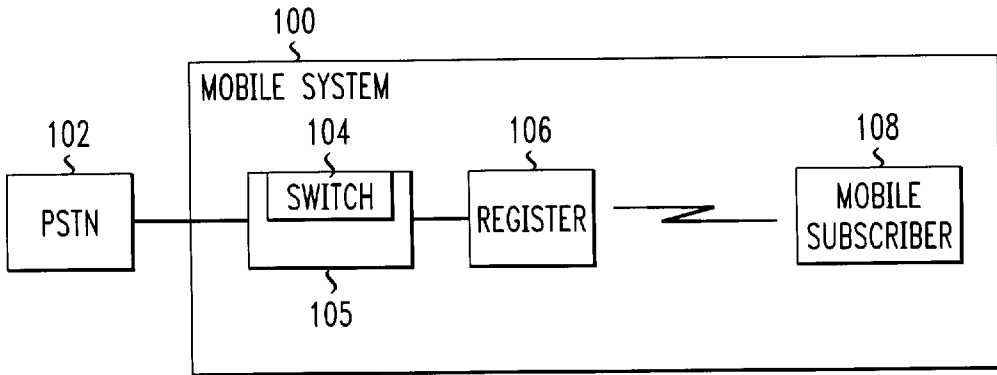 100
MOBILE SYSTEM
102
104
106
108
PSTN
SWITCH
REGISTER
MOBILE
SUBSCRIBER
105